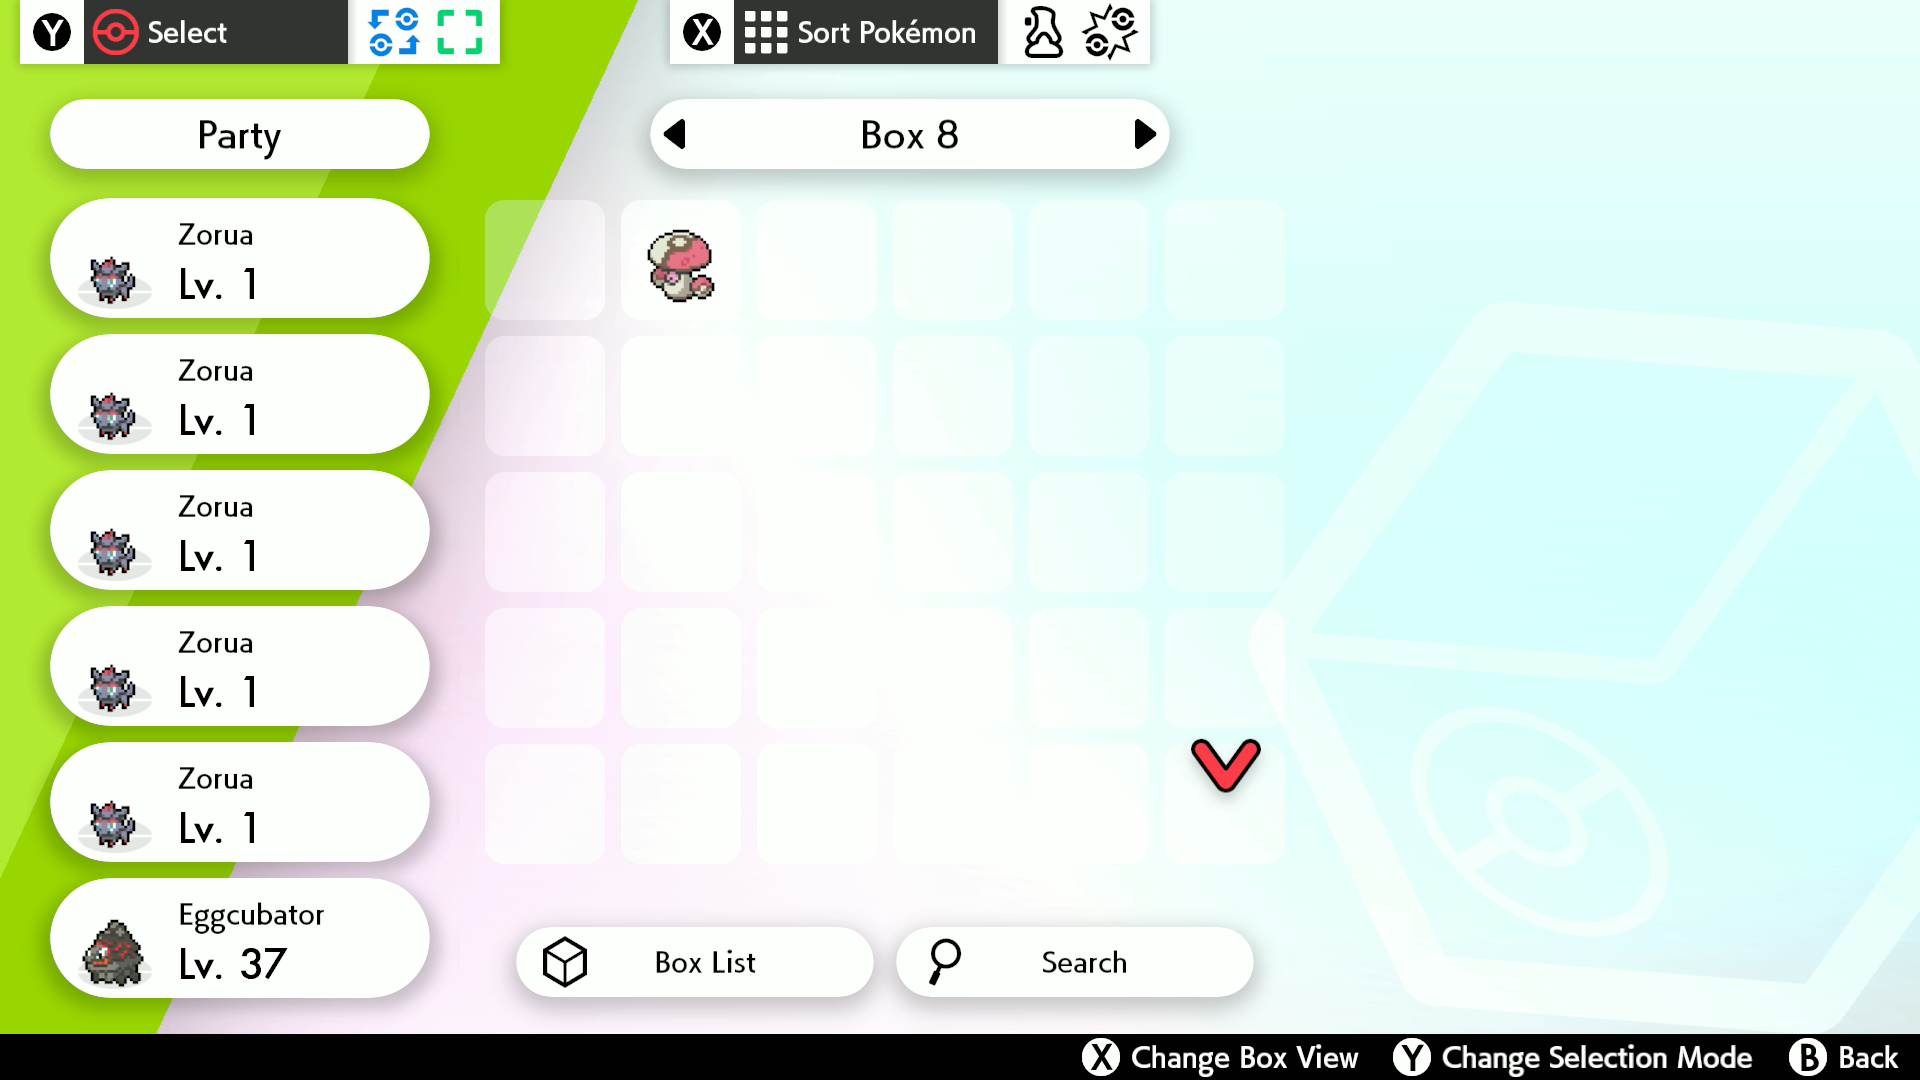 Y Select
X Sort Pokémon
Party
Box 8
Zorua
Lv. 1
Zorua
Lv. 1
Zorua
Lv. 1
Zorua
Lv. 1
Zorua
Lv. 1
Eggcubator
Lv. 37
Box List
Search
X Change Box View Y Change Selection Mode B Back